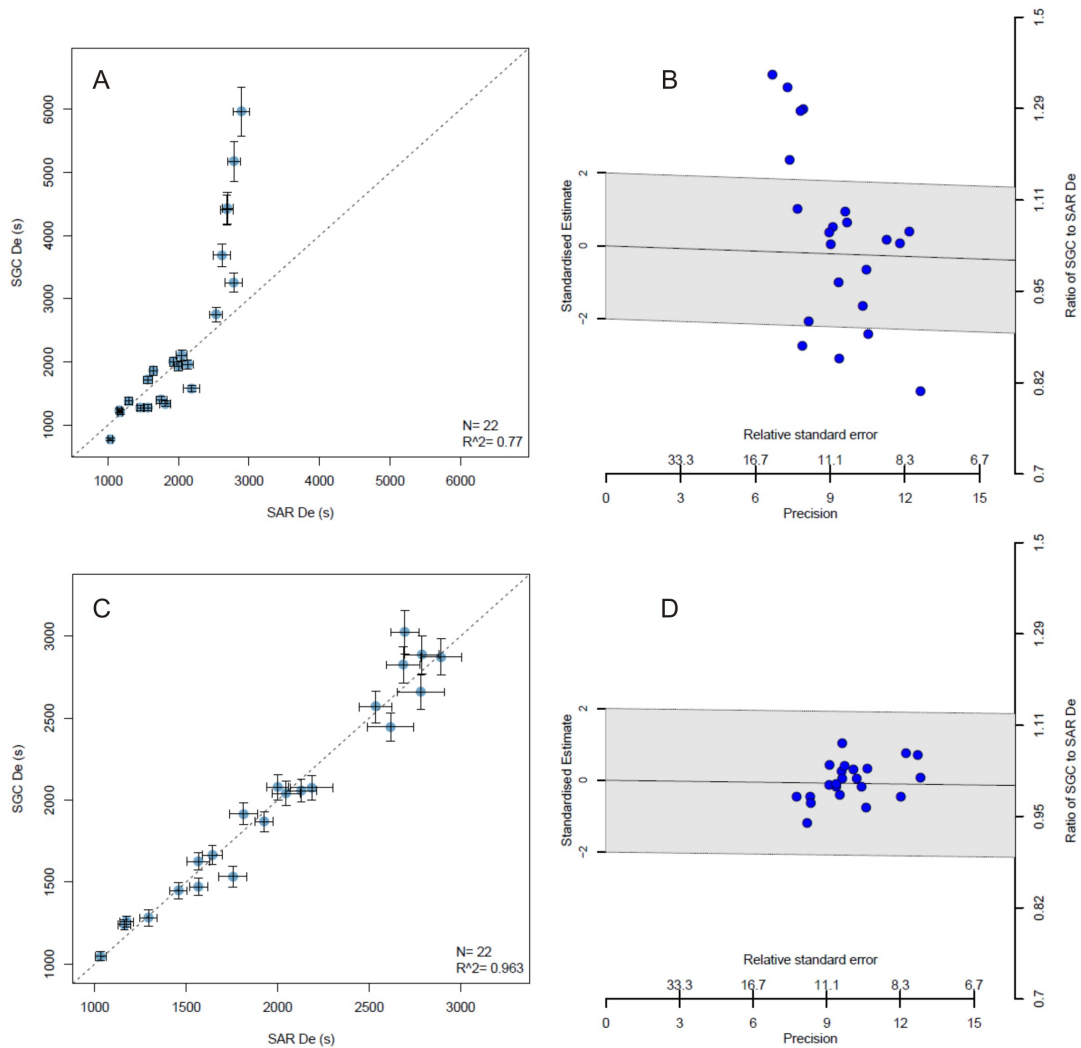 A
SGC De (s)
6000
5000
4000
3000
2000
1000
N= 22
R^2= 0.77
1000 2000 3000 4000 5000 6000
SAR De (s)
B
Standardised Estimate
2
0
−2
1.5
1.29
1.11
0.95
0.82
0.7
Ratio of SGC to SAR De
Relative standard error
33.3 16.7 11.1 8.3 6.7
0 3 6 9 12 15
Precision
C
SGC De (s)
3000
2500
2000
1500
1000
N= 22
R^2= 0.963
1000 1500 2000 2500 3000
SAR De (s)
D
Standardised Estimate
2
0
−2
1.5
1.29
1.11
0.95
0.82
0.7
Ratio of SGC to SAR De
Relative standard error
33.3 16.7 11.1 8.3 6.7
0 3 6 9 12 15
Precision